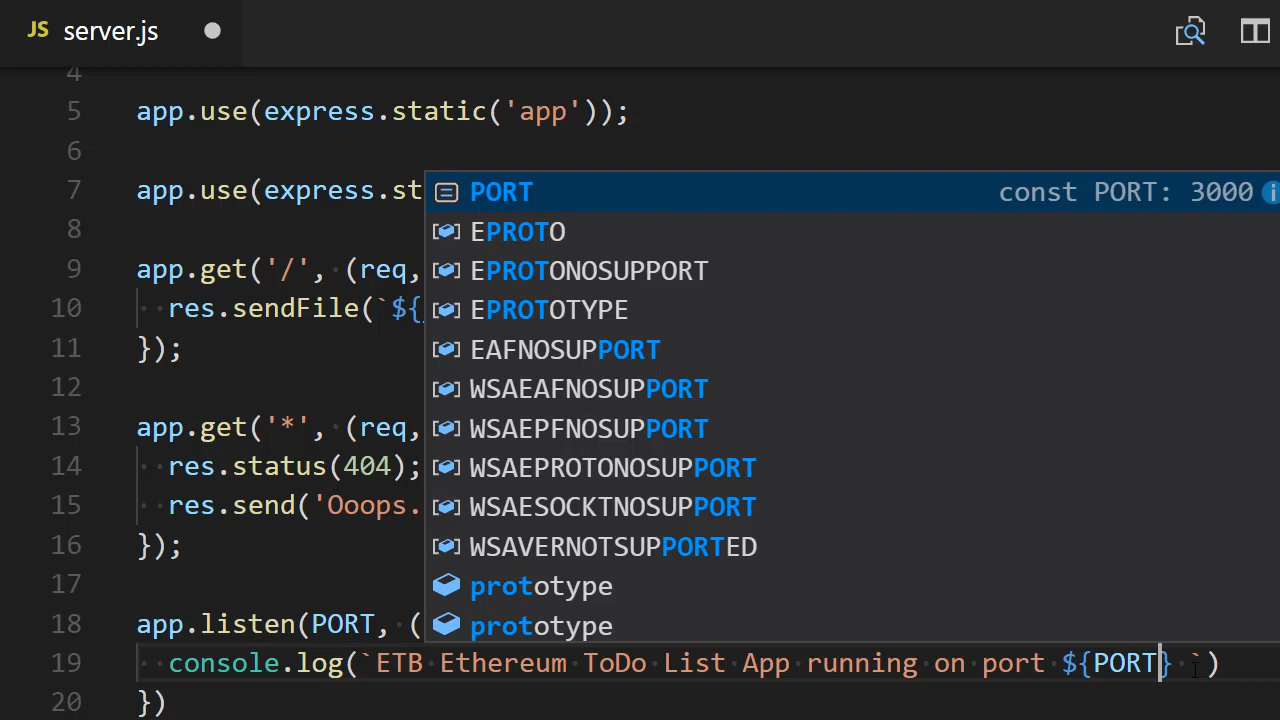 JS server.js
4
5 app.use(express.static('app'));
6
7 app.use(express.st
8
9 app.get('/', (req,
10 res.sendFile(`${
11 });
12
13 app.get('*', (req,
14 res.status(404);
15 res.send('Ooops.
16 });
17
18 app.listen(PORT, (
19 console.log(`ETB Ethereum ToDo List App running on port ${PORT} `)
20 })
PORT const PORT: 3000
EPROTO
EPROTONOSUPPORT
EPROTOTYPE
EAFNOSUPPORT
WSAEAFNOSUPPORT
WSAEPFNOSUPPORT
WSAEPROTONOSUPPORT
WSAESOCKTNOSUPPORT
WSAVERNOTSUPPORTED
prototype
prototype